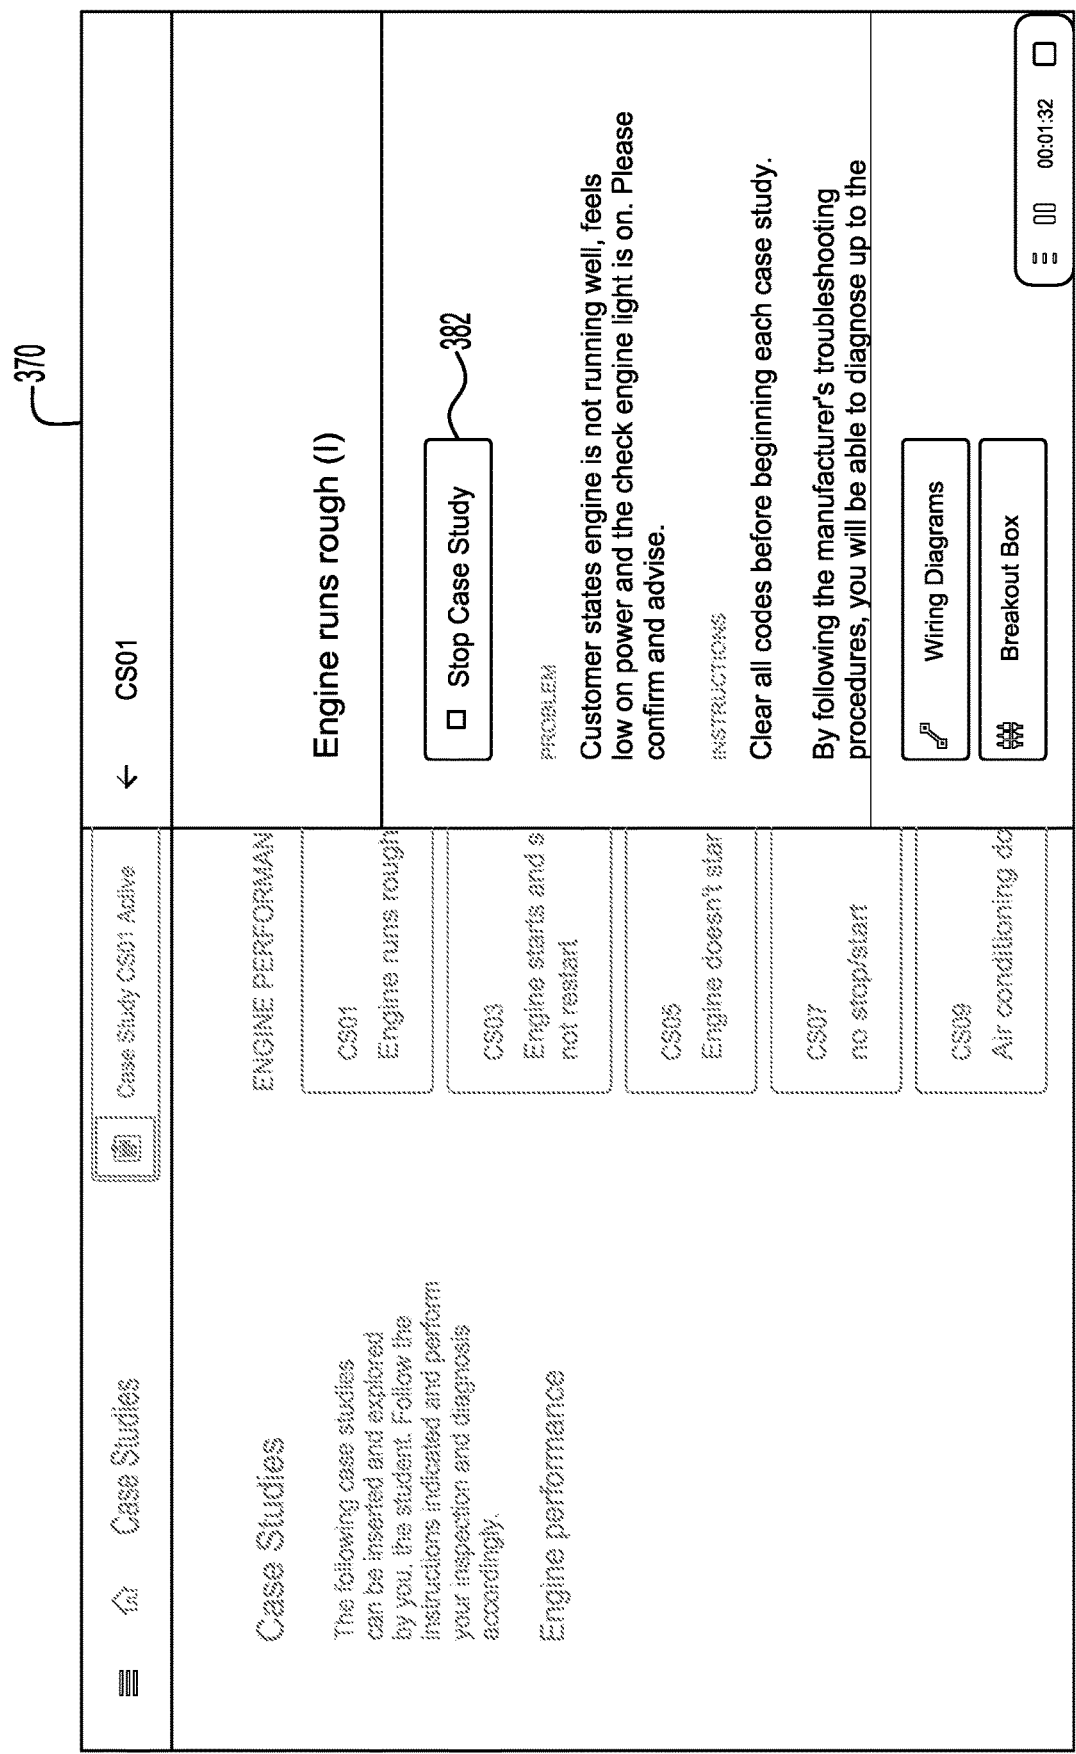 370
Case Studies
Case Study CS01 Active
Case Studies
The following case studies
can be inserted and explored
by you, the student. Follow the
instructions indicated and perform
your inspection and diagnosis
accordingly.
Engine performance
ENGINE PERFORMAN
CS01
Engine runs rough
CS03
Engine starts and s
not restart
CS05
Engine doesn't star
CS07
no stop/start
CS09
Air conditioning do
← CS01
Engine runs rough (I)
Stop Case Study
382
PROBLEM
Customer states engine is not running well, feels
low on power and the check engine light is on. Please
confirm and advise.
INSTRUCTIONS
Clear all codes before beginning each case study.
By following the manufacturer's troubleshooting
procedures, you will be able to diagnose up to the
Wiring Diagrams
Breakout Box
00:01:32